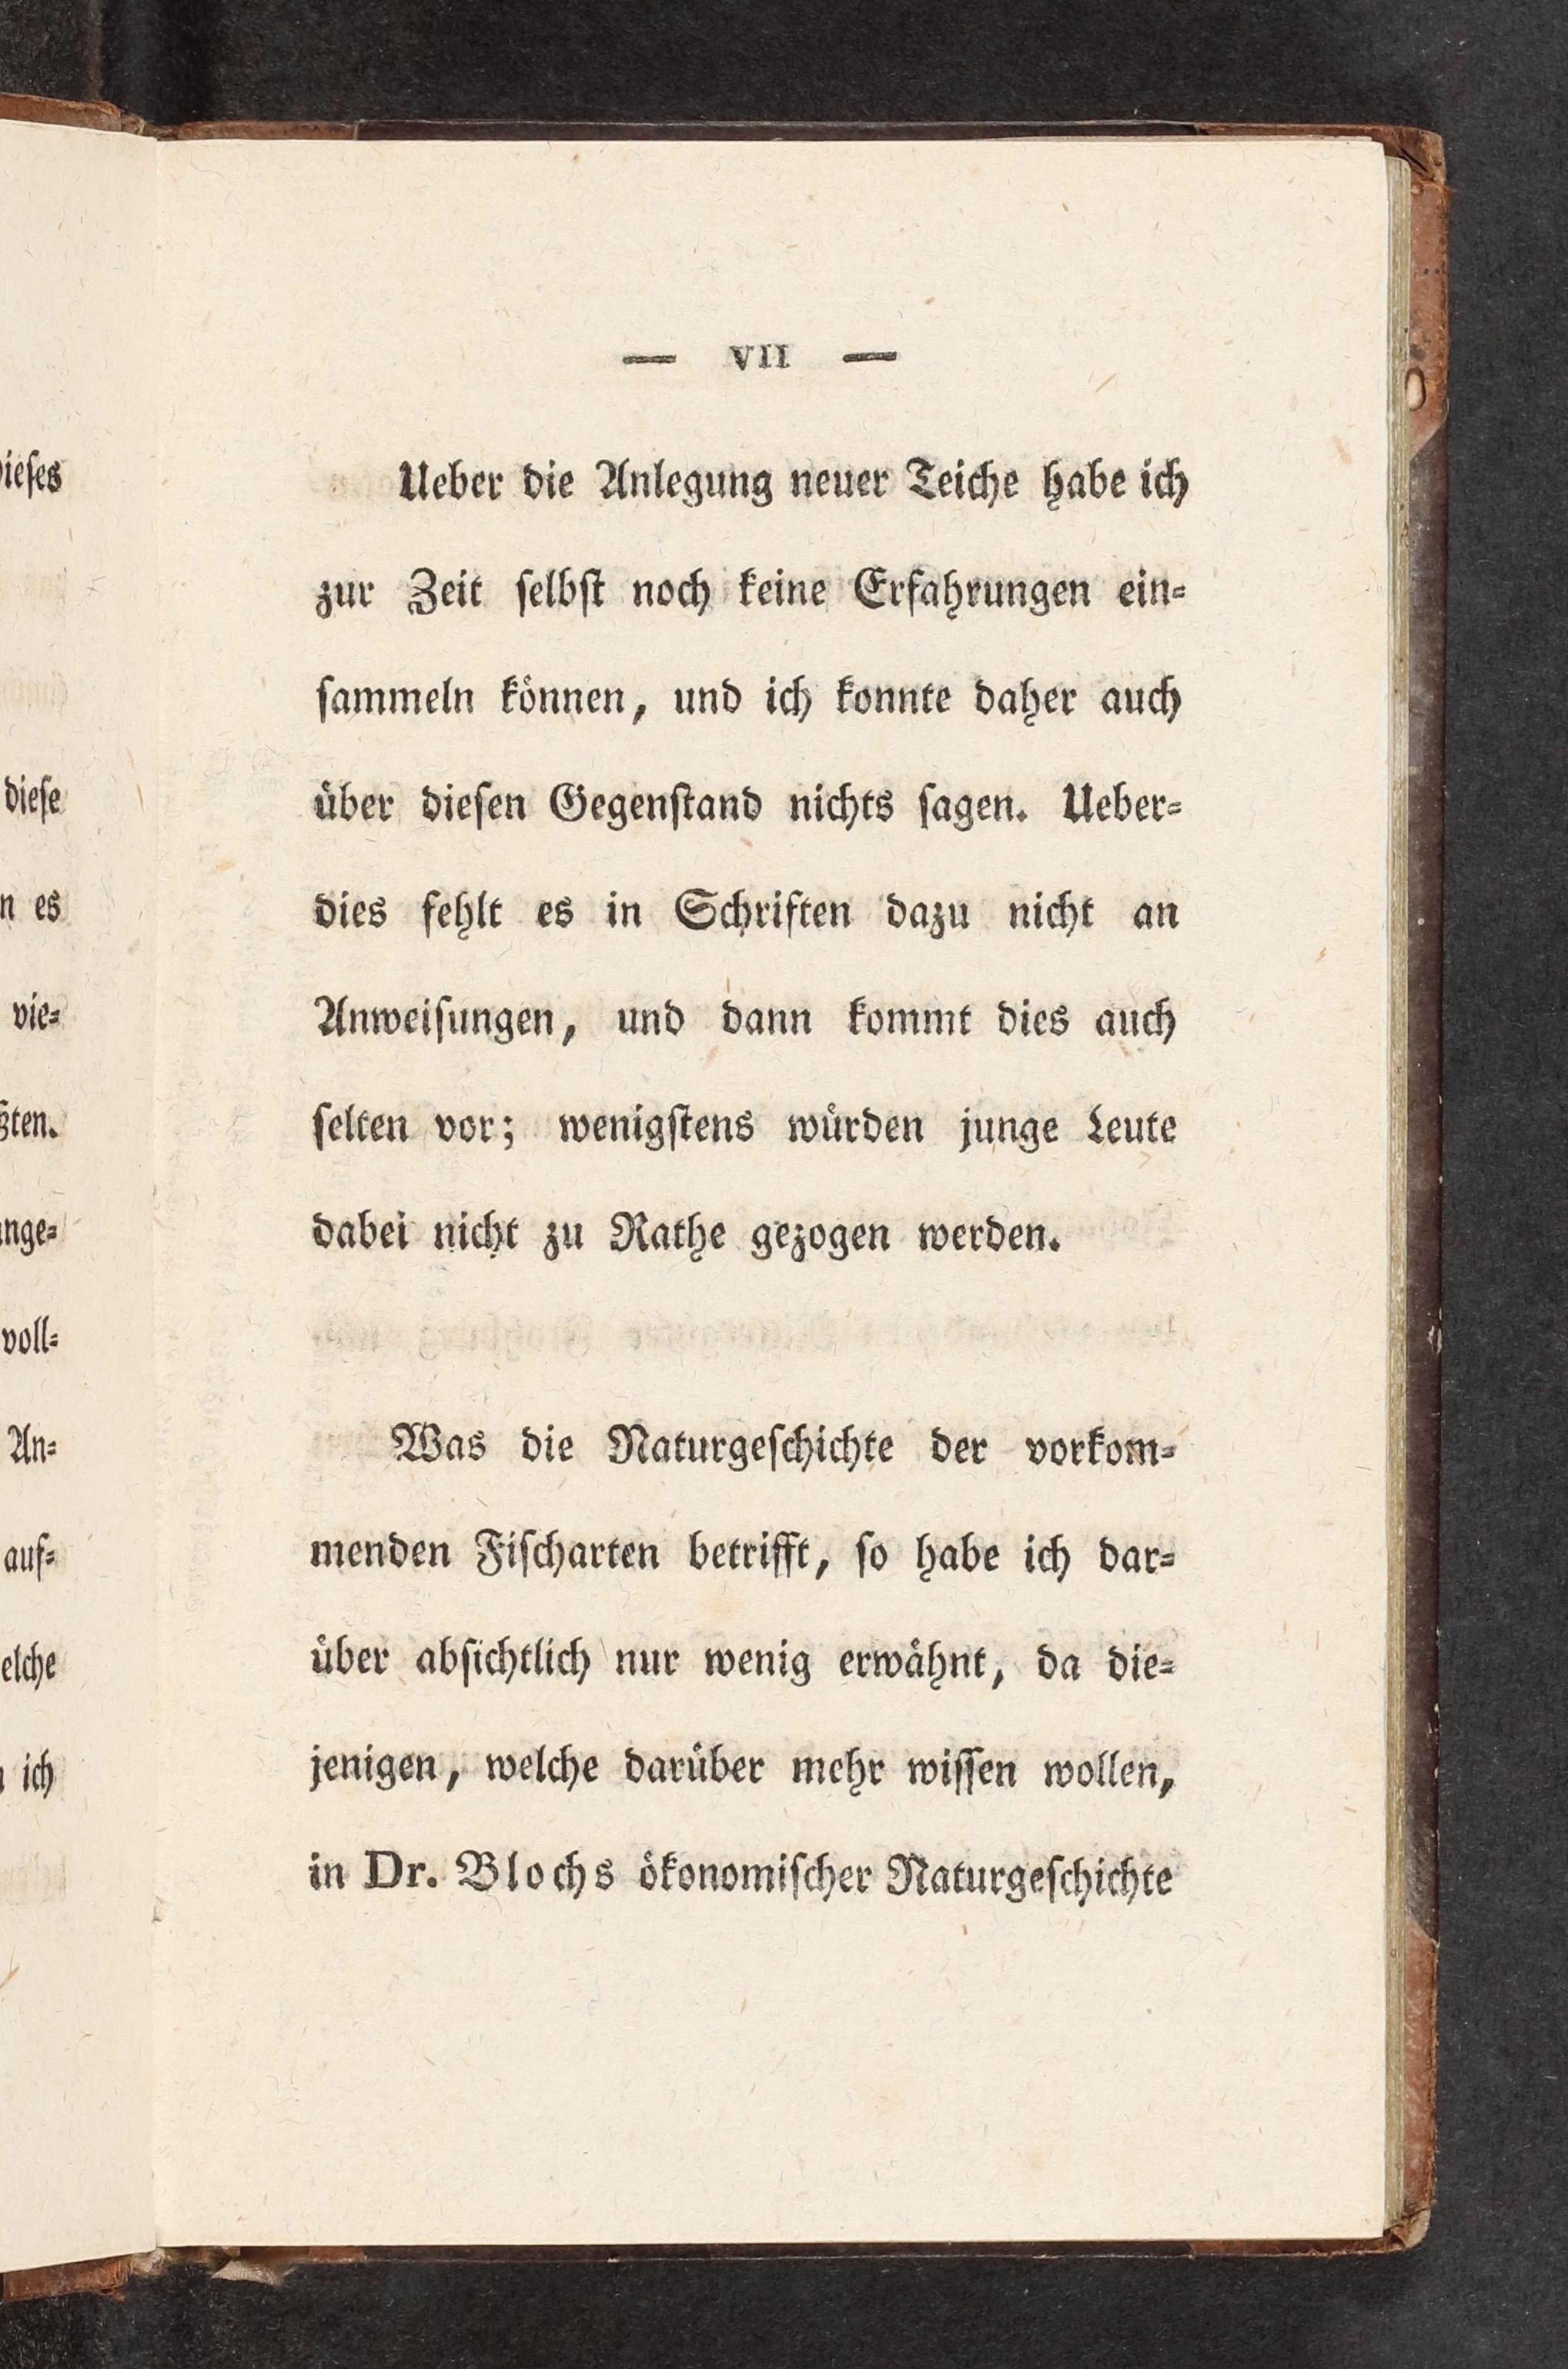 — VII —
Ueber die Anlegung neuer Teiche habe ich
zur Zeit ſelbſt noch keine Erfahrungen ein⸗
ſammeln können, und ich konnte daher auch
über dieſen Gegenſtand nichts ſagen. Ueber⸗
dies fehlt es in Schriften dazu nicht an
Anweiſungen, und dann kommt dies auch
ſelten vor; wenigſtens würden junge Leute
dabei nicht zu Rathe gezogen werden.
Was die Naturgeſchichte der vorkom⸗
menden Fiſcharten betrifft, ſo habe ich dar⸗
über abſichtlich nur wenig erwähnt, da die⸗
jenigen, welche darüber mehr wiſſen wollen,
in Dr. Blochs ökonomiſcher Naturgeſchichte